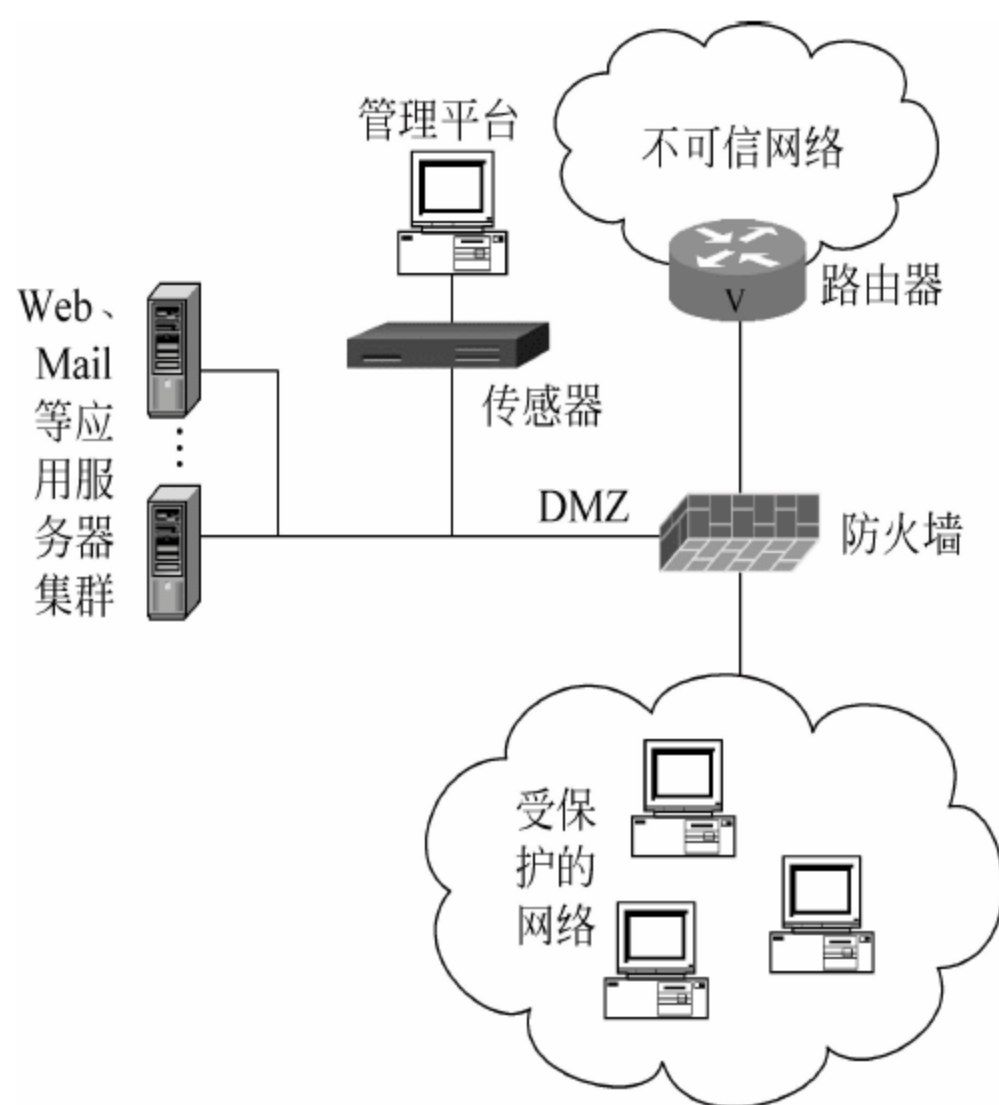 管理平台
不可信网络
路由器
V
Web、
Mail
等应
用服
务器
集群
传感器
DMZ
防火墙
受保
护的
网络